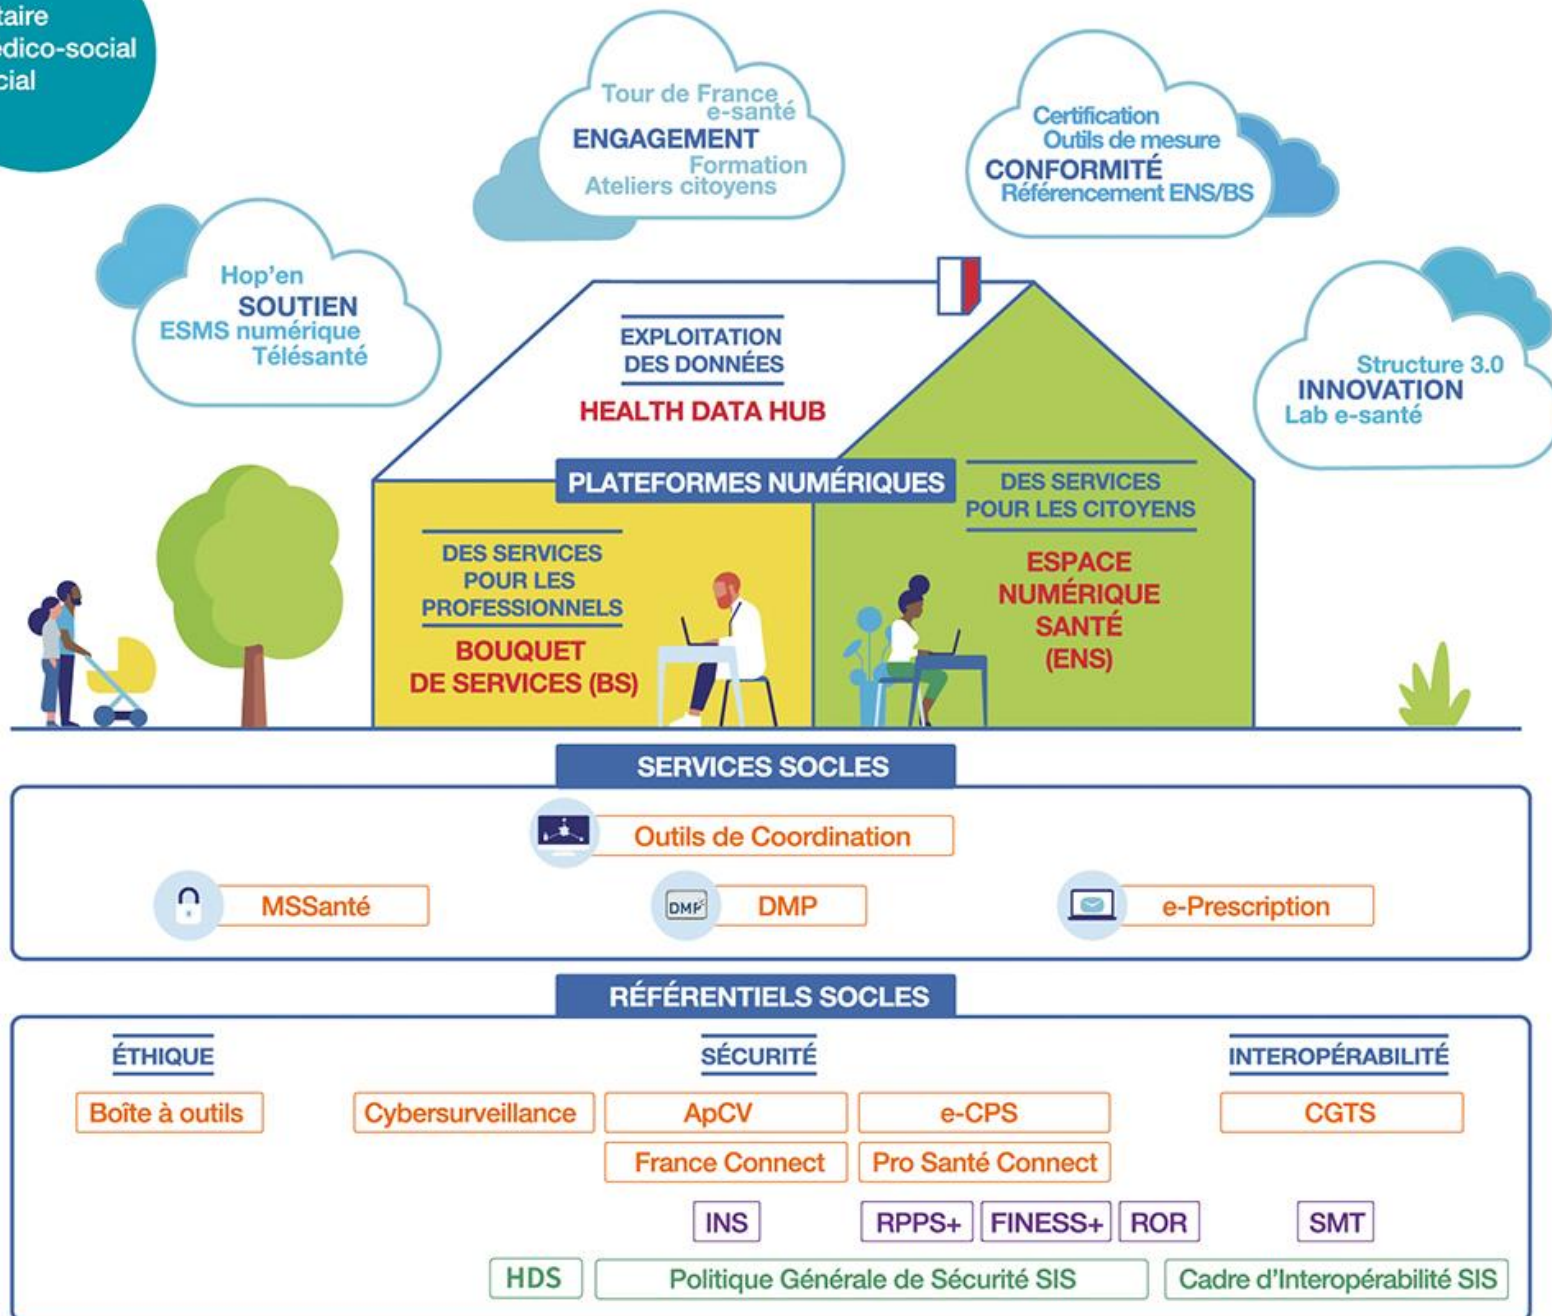 Tour de France
e-santé
ENGAGEMENT
Formation
Ateliers citoyens
Certification
Outils de mesure
CONFORMITÉ
Référencement ENS/BS
Hop'en
SOUTIEN
ESMS numérique
Télésanté
Structure 3.0
INNOVATION
Lab e-santé
EXPLOITATION
DES DONNÉES
HEALTH DATA HUB
PLATEFORMES NUMÉRIQUES
DES SERVICES
POUR LES
PROFESSIONNELS
BOUQUET
DE SERVICES (BS)
DES SERVICES
POUR LES CITOYENS
ESPACE
NUMÉRIQUE
SANTÉ
(ENS)
SERVICES SOCLES
Outils de Coordination
MSSanté
DMP
DMP
e-Prescription
RÉFÉRENTIELS SOCLES
ÉTHIQUE
SÉCURITÉ
INTEROPÉRABILITÉ
Boîte à outils
Cybersurveillance
ApCV
e-CPS
CGTS
France Connect
Pro Santé Connect
INS
RPPS+
FINESS+
ROR
SMT
HDS
Politique Générale de Sécurité SIS
Cadre d'Interopérabilité SIS